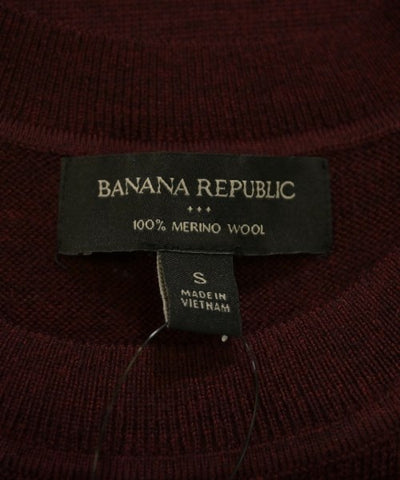 BANANA REPUBLIC
+++
100% MERINO WOOL
S
MADE IN
VIETNAM